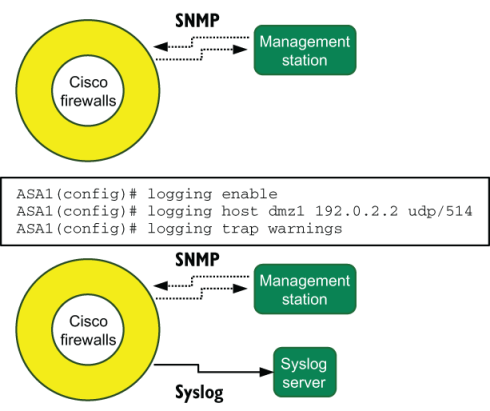 SNMP
Management
station
Cisco
firewalls
ASA1(config)# logging enable
ASA1(config)# logging host dmz1 192.0.2.2 udp/514
ASA1(config)# logging trap warnings
SNMP
Management
station
Cisco
firewalls
Syslog
server
Syslog